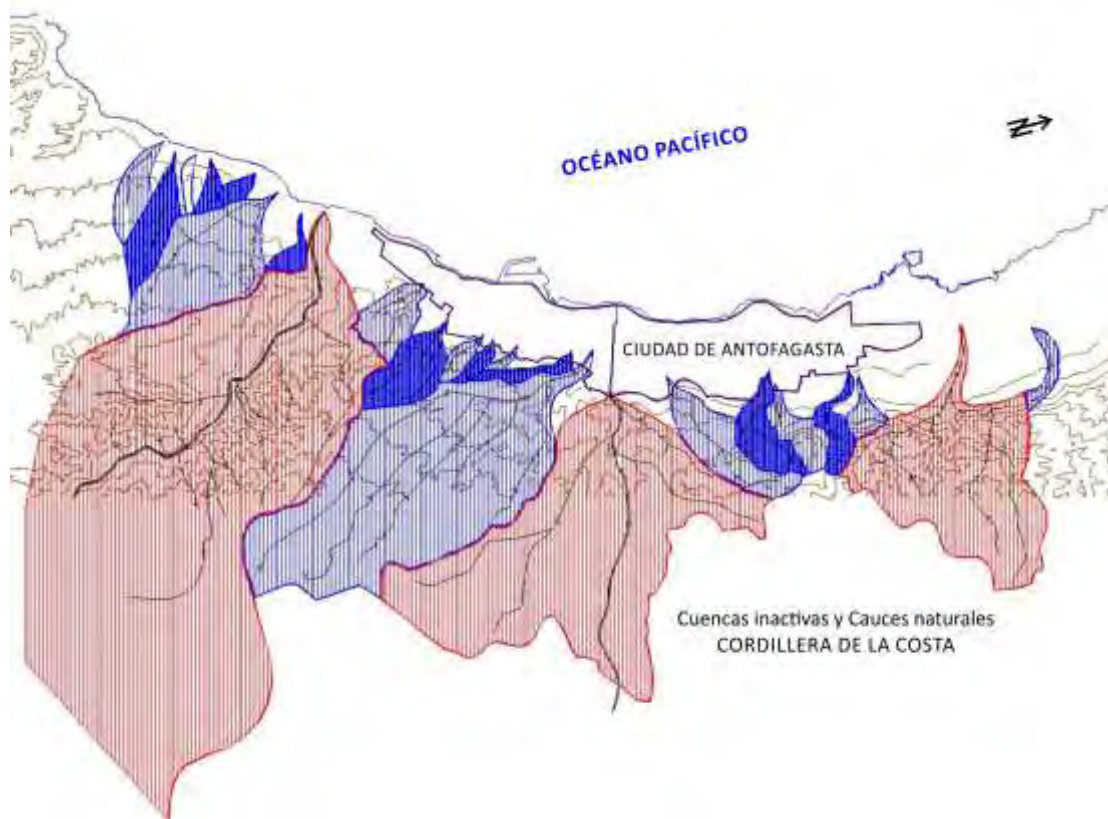 OCÉANO PACÍFICO
N
CIUDAD DE ANTOFAGASTA
Cuencas inactivas y Cauces naturales
CORDILLERA DE LA COSTA